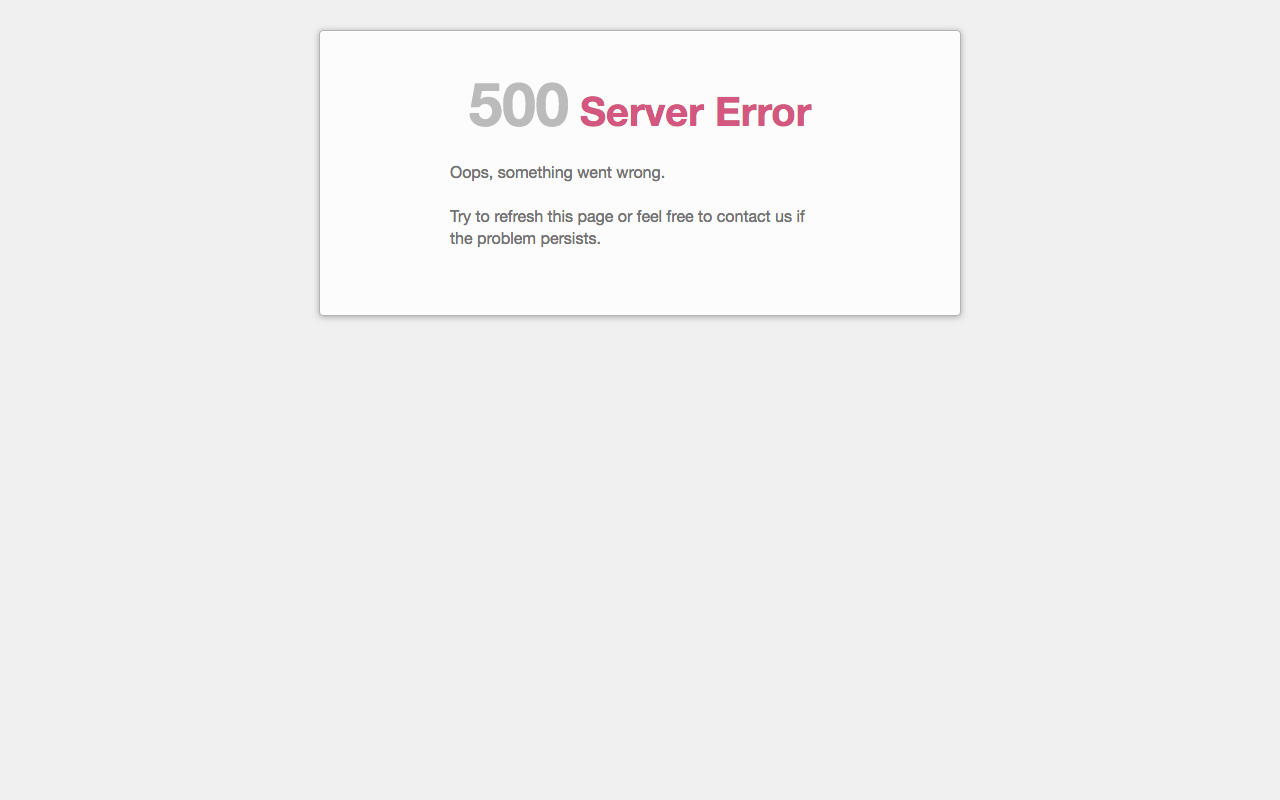 500 Server Error
Oops, something went wrong.
Try to refresh this page or feel free to contact us if
the problem persists.